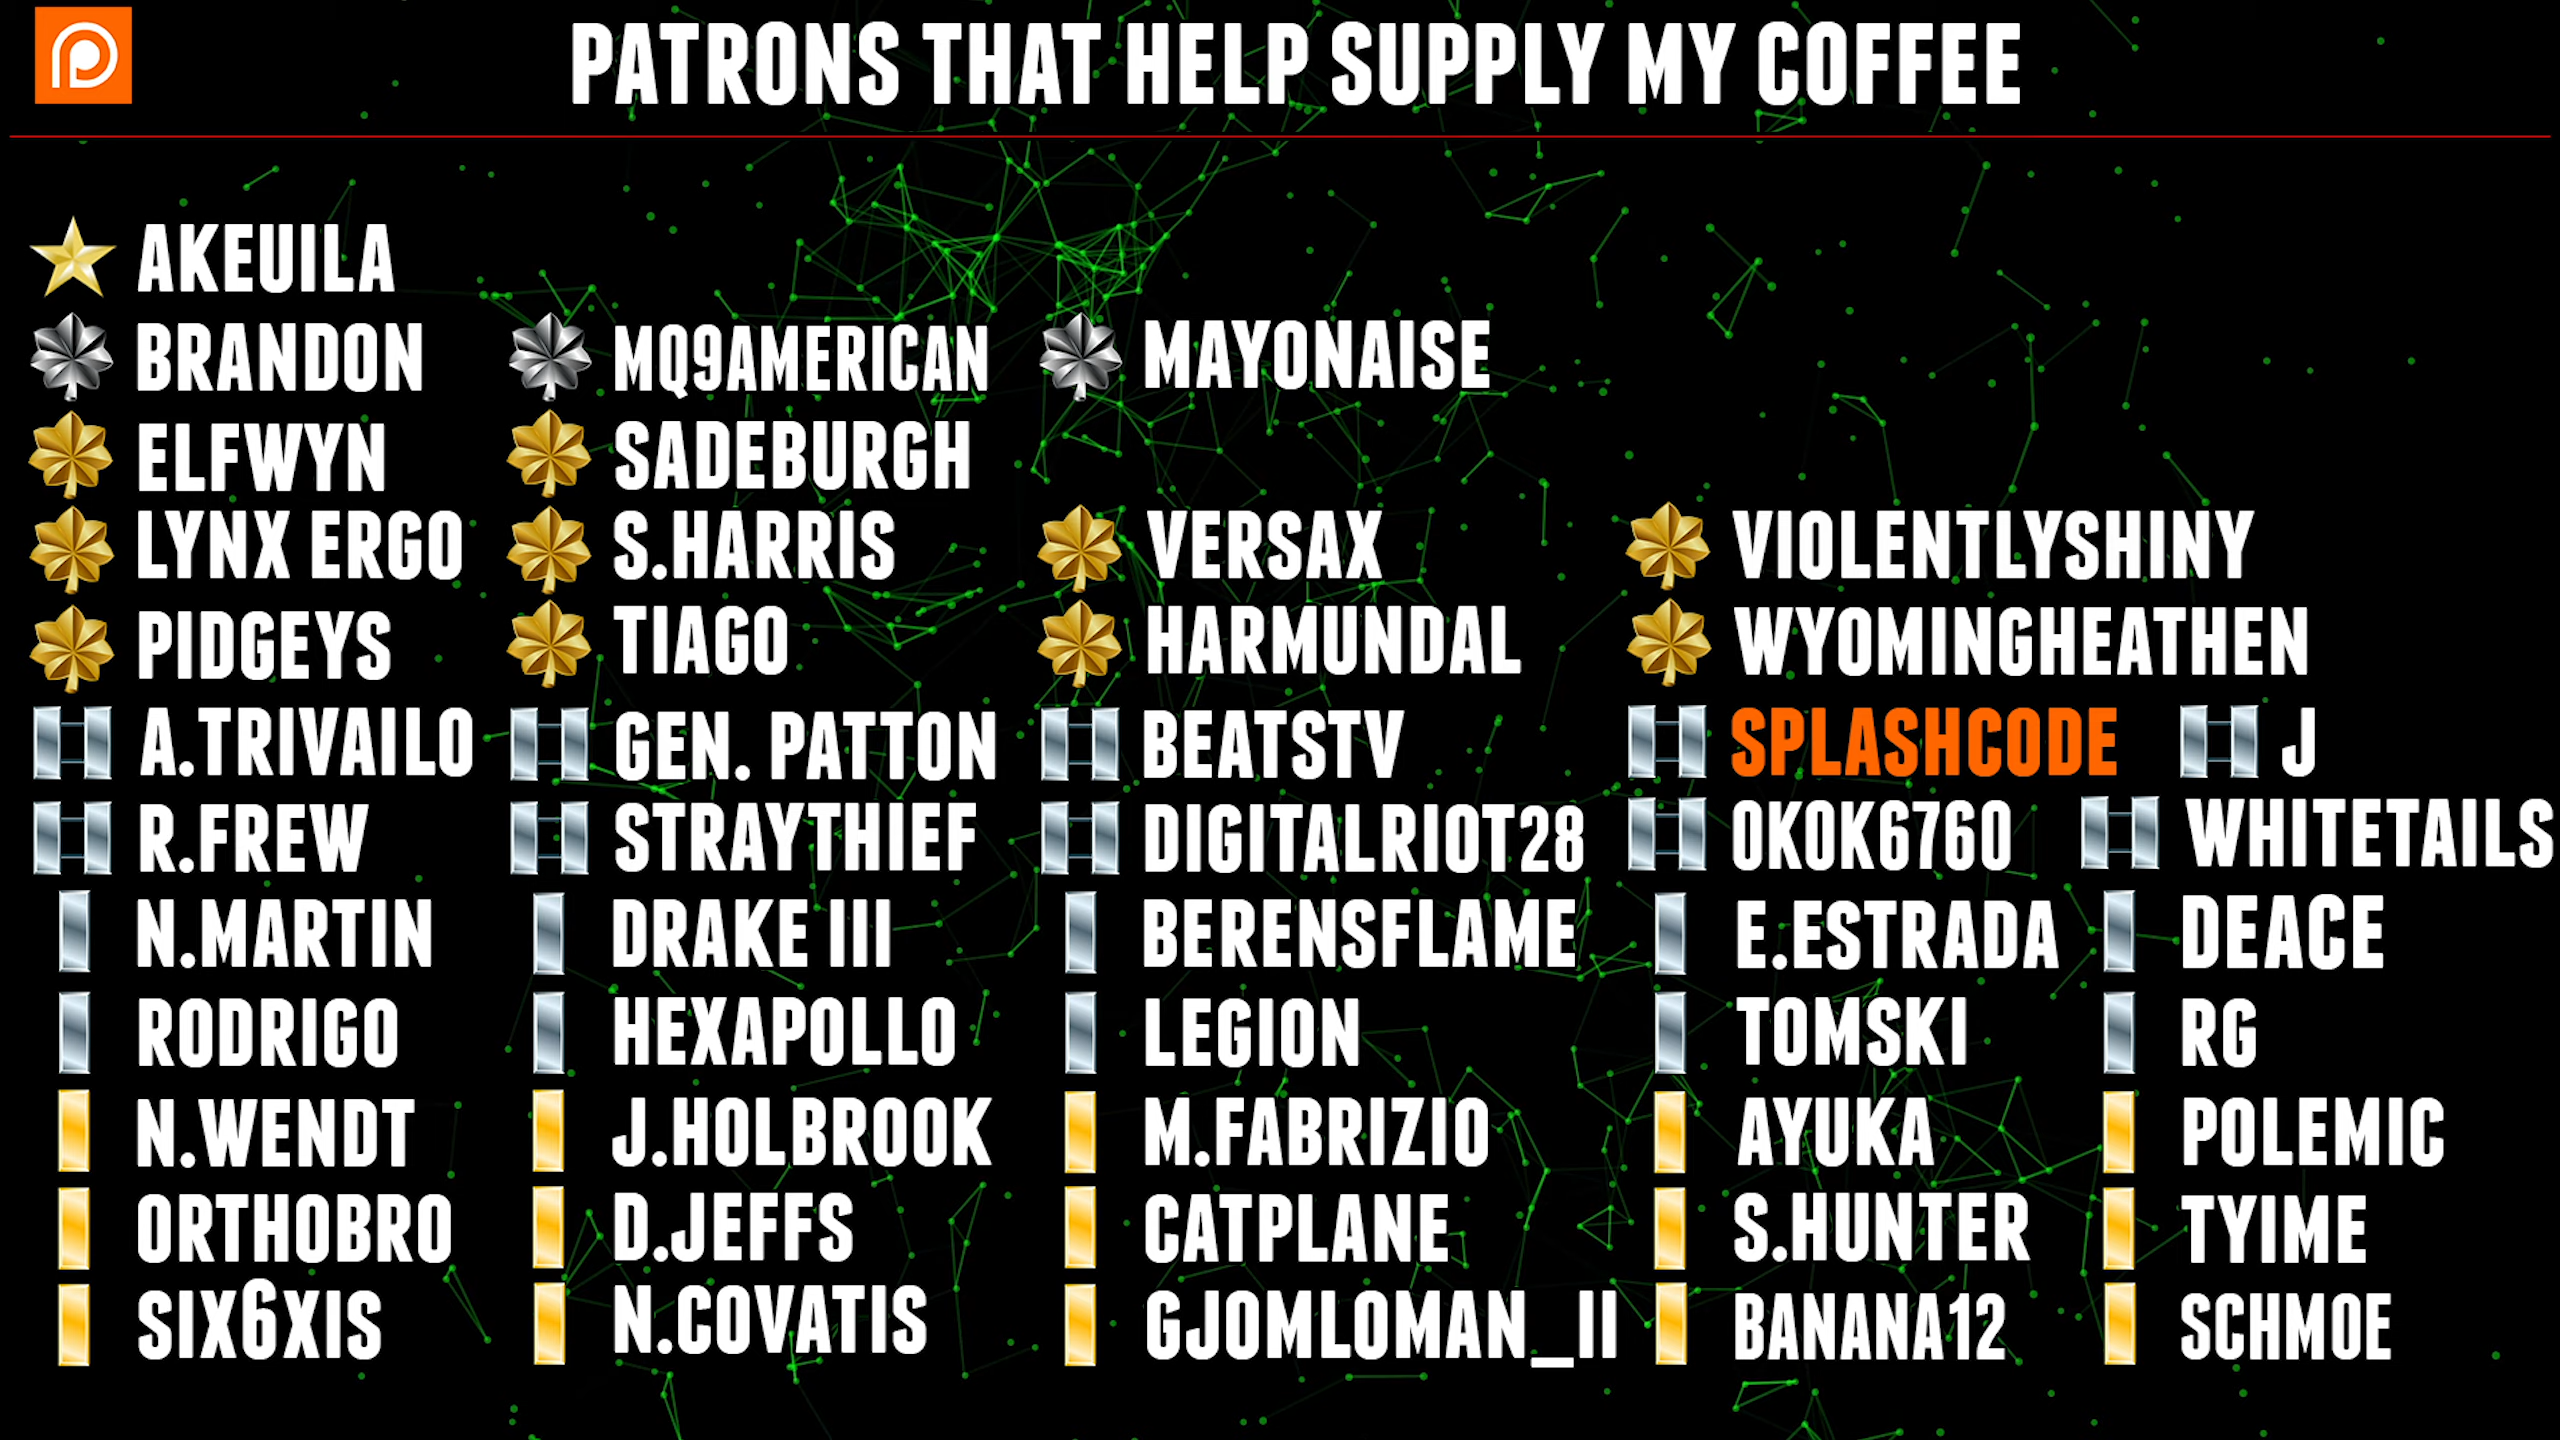 PATRONS THAT HELP SUPPLY MY COFFEE
AKEUILA
BRANDON MQ9AMERICAN MAYONAISE
ELFWYN SADEBURGH
LYNX ERGO S.HARRIS VERSAX VIOLENTLYSHINY
PIDGEYS TIAGO HARMUNDAL WYOMINGHEATHEN
A.TRIVAILO GEN. PATTON BEATSTV SPLASHCODE J
R.FREW STRAYTHIEF DIGITALRIOT28 OKOK6760 WHITETAILS
N.MARTIN DRAKE III BERENSFLAME E.ESTRADA DEACE
RODRIGO HEXAPOLLO LEGION TOMSKI RG
N.WENDT J.HOLBROOK M.FABRIZIO AYUKA POLEMIC
ORTHOBRO D.JEFFS CATPLANE S.HUNTER TYIME
SIX6XIS N.COVATIS GJOMLOMAN_II BANANA12 SCHMOE